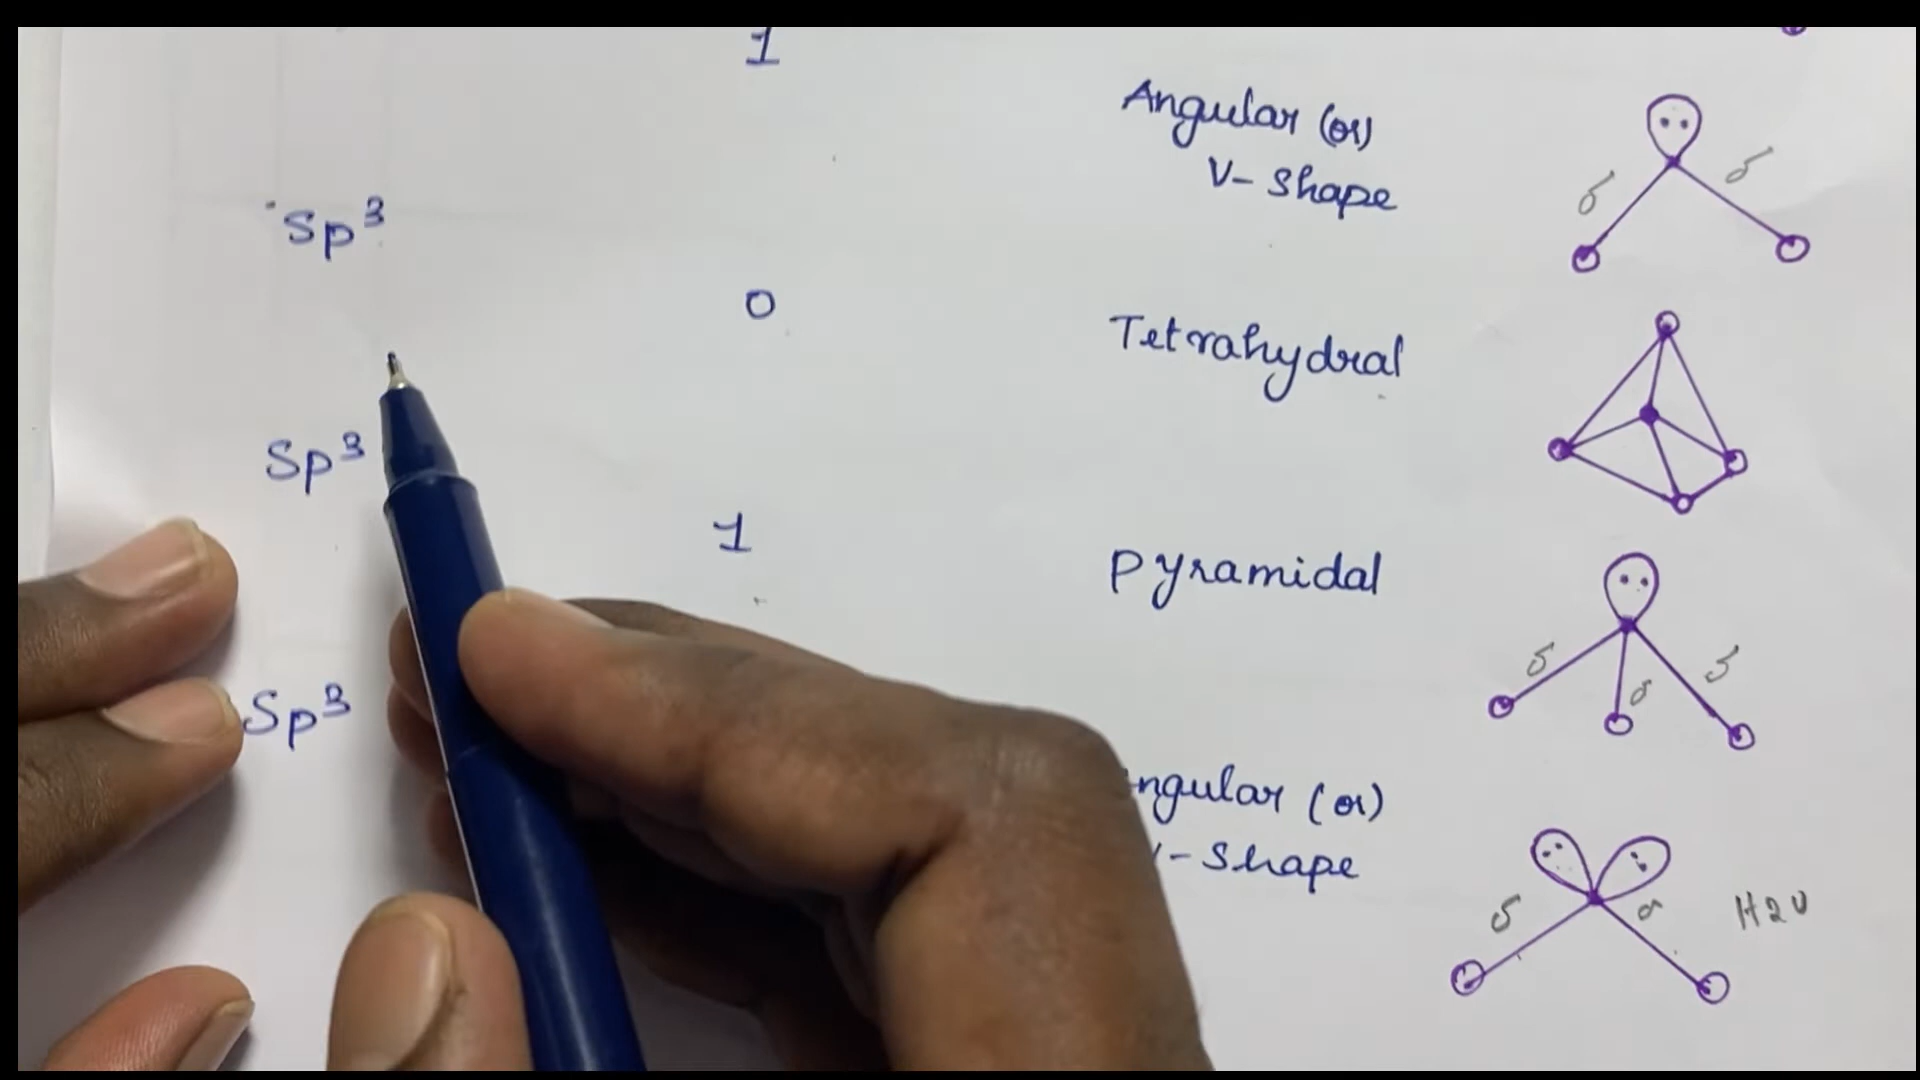 1
Angular (or)
V- Shape
δ δ
Sp³
0
Tetrahydral
Sp³
1
Pyramidal
δ δ δ
Sp³
ngular (or)
- Shape
δ δ
H2O